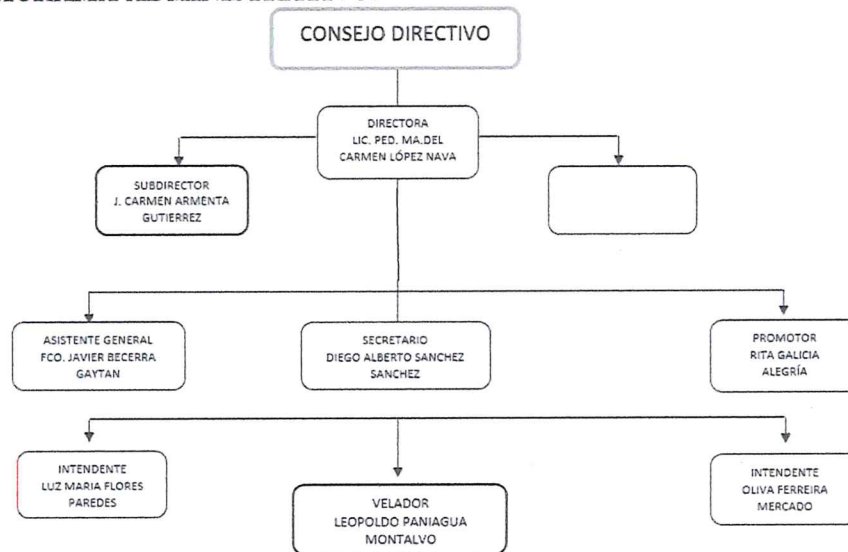 CONSEJO DIRECTIVO
DIRECTORA
LIC. PED. MA.DEL
CARMEN LÓPEZ NAVA
SUBDIRECTOR
J. CARMEN ARMENTA
GUTIERREZ
ASISTENTE GENERAL
FCO. JAVIER BECERRA
GAYTAN
SECRETARIO
DIEGO ALBERTO SANCHEZ
SANCHEZ
PROMOTOR
RITA GALICIA
ALEGRÍA
INTENDENTE
LUZ MARIA FLORES
PAREDES
VELADOR
LEOPOLDO PANIAGUA
MONTALVO
INTENDENTE
OLIVA FERREIRA
MERCADO